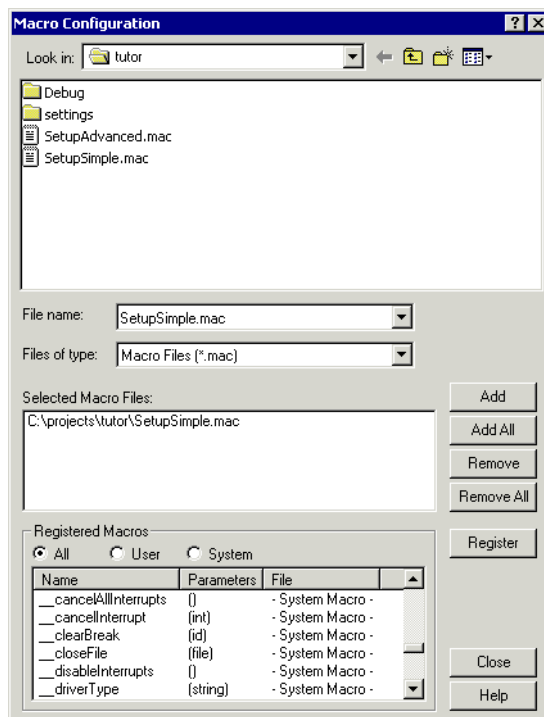 Macro Configuration
Look in: tutor
Debug
settings
SetupAdvanced.mac
SetupSimple.mac
File name: SetupSimple.mac
Files of type: Macro Files (*.mac)
Selected Macro Files:
C:\projects\tutor\SetupSimple.mac
Add
Add All
Remove
Remove All
Registered Macros
All User System
Register
Name Parameters File
__cancelAllInterrupts () - System Macro -
__cancelInterrupt (int) - System Macro -
__clearBreak (id) - System Macro -
__closeFile (file) - System Macro -
__disableInterrupts () - System Macro -
__driverType (string) - System Macro -
Close
Help